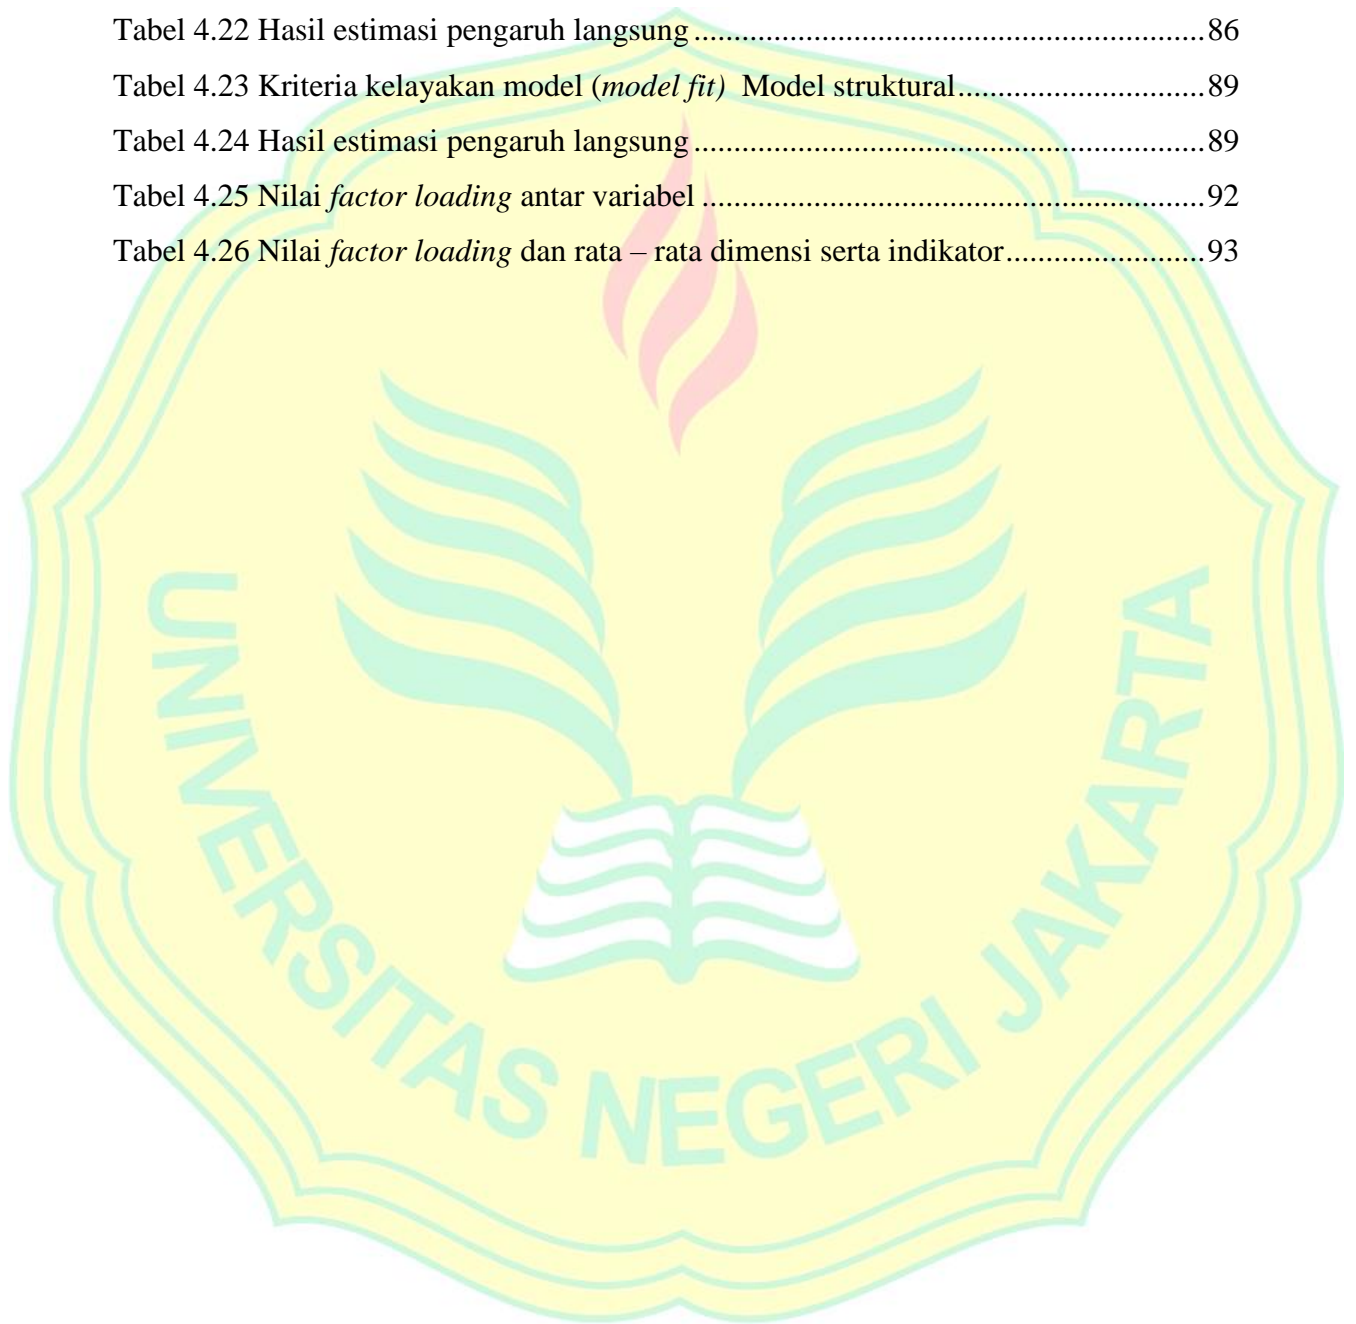 Tabel 4.22 Hasil estimasi pengaruh langsung ................................................................ 86
Tabel 4.23 Kriteria kelayakan model (model fit) Model struktural ............................... 89
Tabel 4.24 Hasil estimasi pengaruh langsung ................................................................ 89
Tabel 4.25 Nilai factor loading antar variabel ............................................................... 92
Tabel 4.26 Nilai factor loading dan rata – rata dimensi serta indikator ......................... 93
UNIVERSITAS NEGERI JAKARTA